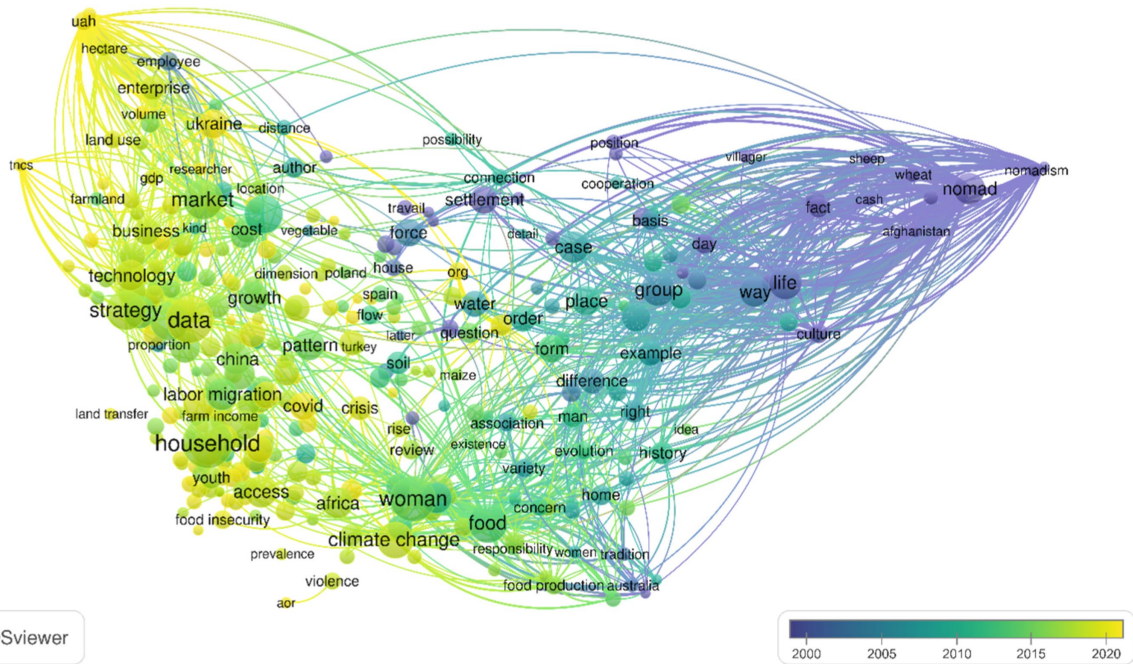 uah
hectare
employee
enterprise
volume
ukraine
distance
land use
possibility
position
author
tncs
researcher
gdp
location
connection
cooperation
villager
sheep
wheat
nomadism
nomad
farmland
market
settlement
travail
cash
fact
business
kind
cost
vegetable
force
detail
basis
afghanistan
case
day
technology
dimension
poland
house
org
strategy
growth
spain
water
place
group
way
life
data
flow
order
latter
question
culture
proportion
pattern
turkey
china
soil
form
example
maize
difference
labor migration
covid
crisis
land transfer
farm income
rise
association
man
right
idea
household
review
existence
evolution
history
youth
variety
access
africa
woman
home
concern
food insecurity
food
climate change
responsibility
women
tradition
prevalence
violence
food production
australia
aor
Sviewer
2000
2005
2010
2015
2020